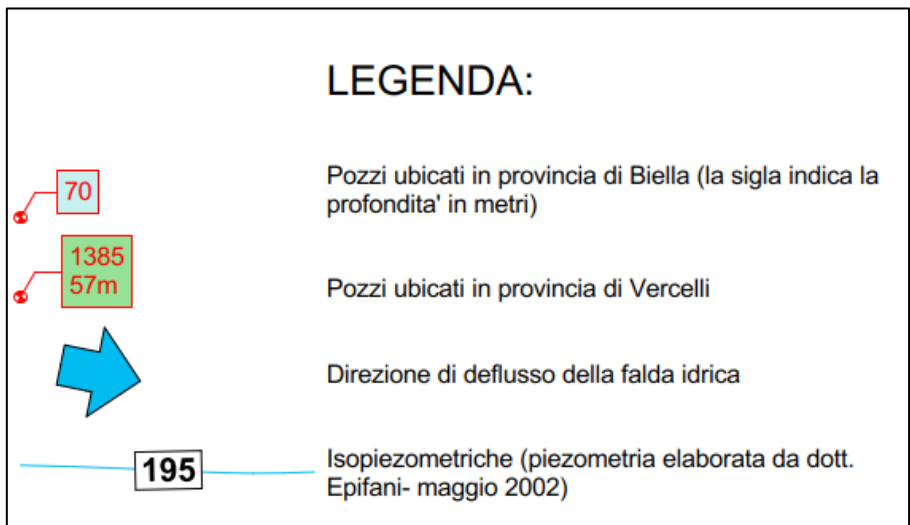 LEGENDA:
70
Pozzi ubicati in provincia di Biella (la sigla indica la
profondita' in metri)
1385
57m
Pozzi ubicati in provincia di Vercelli
Direzione di deflusso della falda idrica
195
Isopiezometriche (piezometria elaborata da dott.
Epifani- maggio 2002)